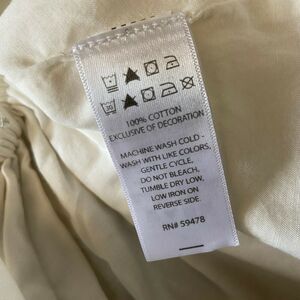 100% COTTON
EXCLUSIVE OF DECORATION
MACHINE WASH COLD -
WASH WITH LIKE COLORS,
GENTLE CYCLE,
DO NOT BLEACH,
TUMBLE DRY LOW,
LOW IRON ON
REVERSE SIDE.
RN# 59478